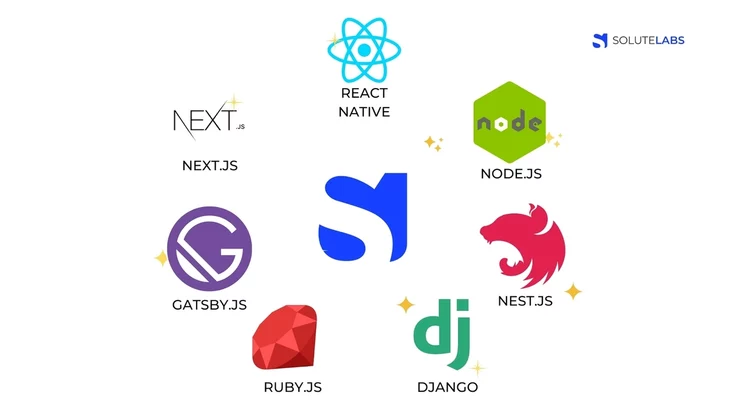 SOLUTELABS
REACT
NATIVE
NEXT.JS
NEXT.JS
node
NODE.JS
GATSBY.JS
NEST.JS
dj
RUBY.JS
DJANGO